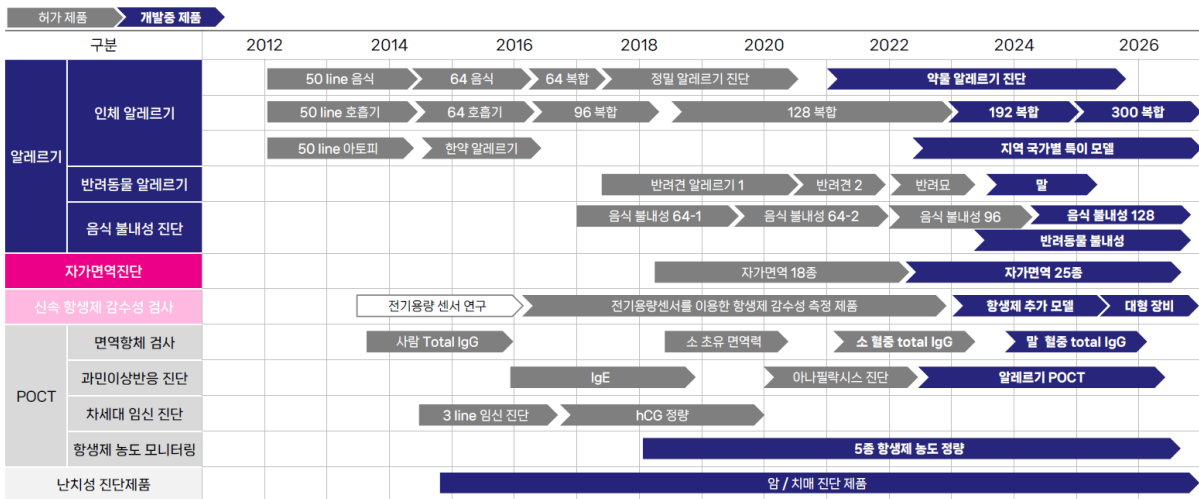 허가 제품 개발중 제품
구분 2012 2014 2016 2018 2020 2022 2024 2026
알레르기
인체 알레르기
50 line 음식 64 음식 64 복합 정밀 알레르기 진단 약물 알레르기 진단
50 line 호흡기 64 호흡기 96 복합 128 복합 192 복합 300 복합
50 line 아토피 한약 알레르기 지역 국가별 특이 모델
반려동물 알레르기 반려견 알레르기 1 반려견 2 반려묘 말
음식 불내성 진단 음식 불내성 64-1 음식 불내성 64-2 음식 불내성 96 음식 불내성 128
반려동물 불내성
자가면역진단 자가면역 18종 자가면역 25종
신속 항생제 감수성 검사 전기용량 센서 연구 전기용량센서를 이용한 항생제 감수성 측정 제품 항생제 추가 모델 대형 장비
POCT
면역항체 검사 사람 Total IgG 소 초유 면역력 소 혈중 total IgG 말 혈중 total IgG
과민이상반응 진단 IgE 아나필락시스 진단 알레르기 POCT
차세대 임신 진단 3 line 임신 진단 hCG 정량
항생제 농도 모니터링 5종 항생제 농도 정량
난치성 진단제품 암 / 치매 진단 제품